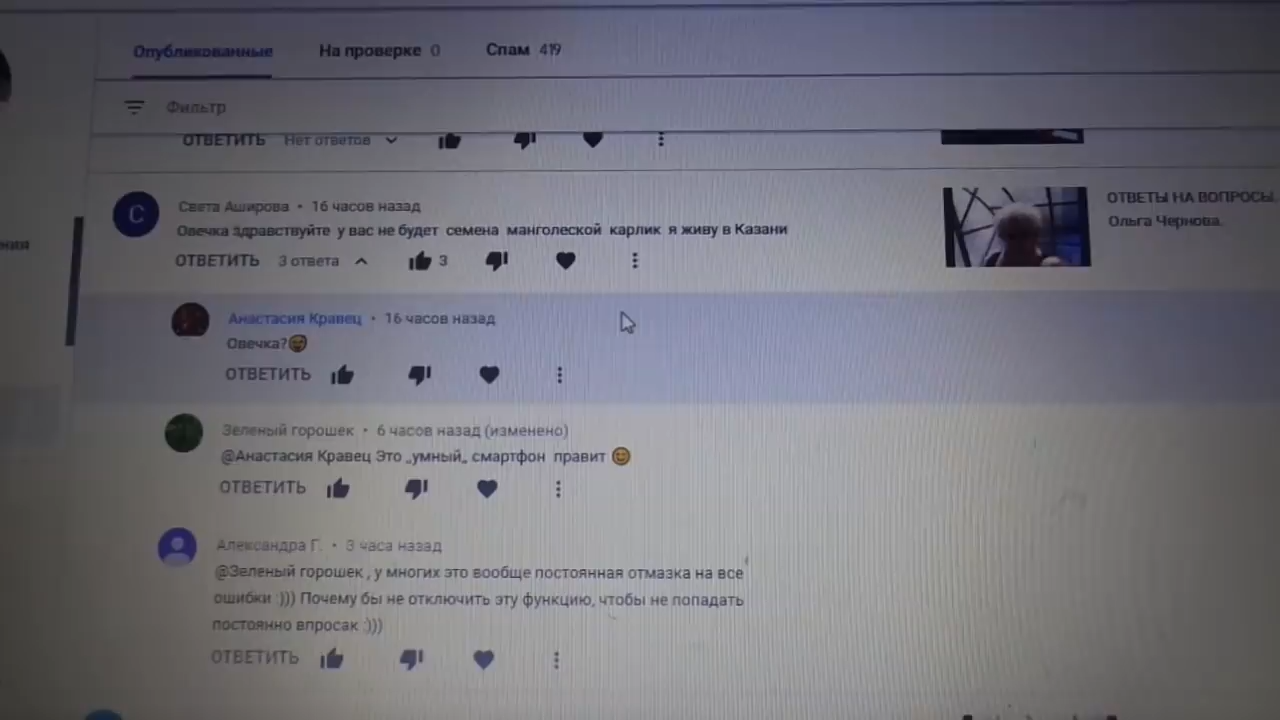 Опубликованные На проверке 0 Спам 419
Фильтр
ОТВЕТИТЬ Нет ответов
С
Света Аширова • 16 часов назад
Овечка здравствуйте у вас не будет семена манголеской карлик я живу в Казани
ОТВЕТИТЬ 3 ответа 3
ОТВЕТЫ НА ВОПРОСЫ.
Ольга Чернова.
ния
Анастасия Кравец • 16 часов назад
Овечка?😅
ОТВЕТИТЬ
Зеленый горошек • 6 часов назад (изменено)
@Анастасия Кравец Это „умный„ смартфон правит 😊
ОТВЕТИТЬ
Александра Г. • 3 часа назад
@Зеленый горошек , у многих это вообще постоянная отмазка на все
ошибки :))) Почему бы не отключить эту функцию, чтобы не попадать
постоянно впросак :)))
ОТВЕТИТЬ